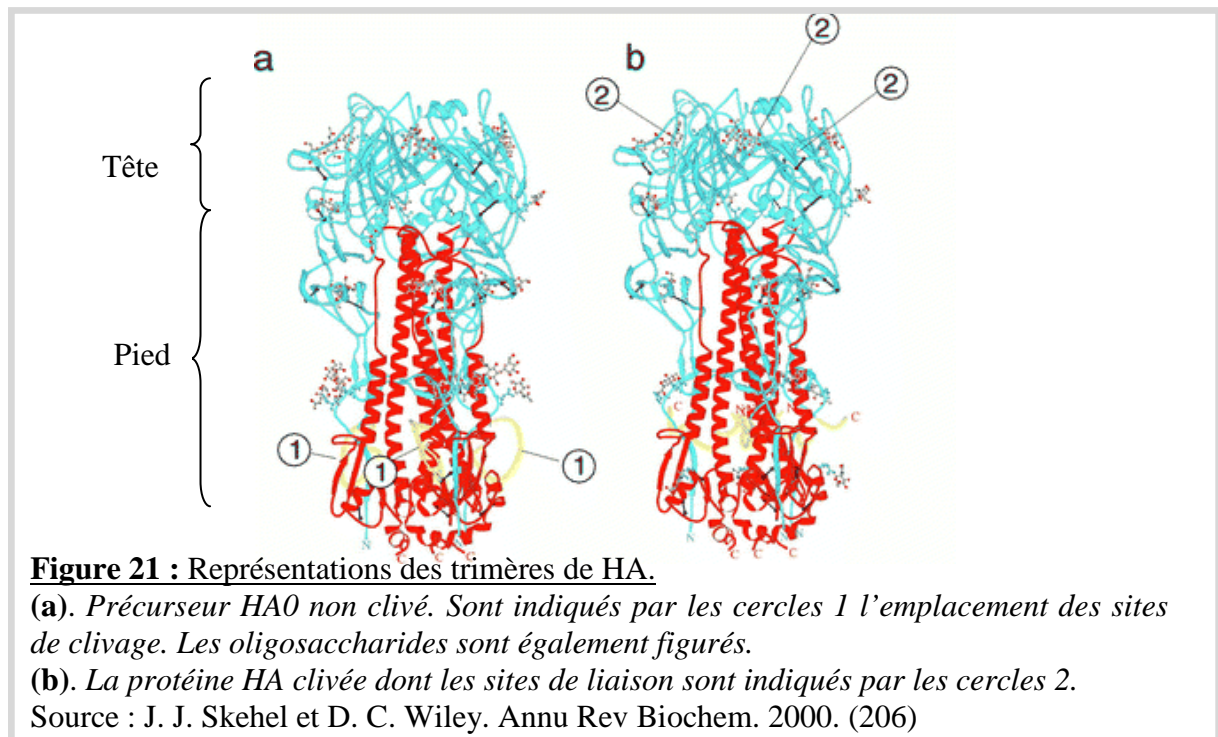 a
b
2
2
2
Tête
Pied
1
1
1
C
N
N
C
N
C
C
N
C
C
Figure 21 : Représentations des trimères de HA.
(a). Précurseur HA0 non clivé. Sont indiqués par les cercles 1 l’emplacement des sites
de clivage. Les oligosaccharides sont également figurés.
(b). La protéine HA clivée dont les sites de liaison sont indiqués par les cercles 2.
Source : J. J. Skehel et D. C. Wiley. Annu Rev Biochem. 2000. (206)